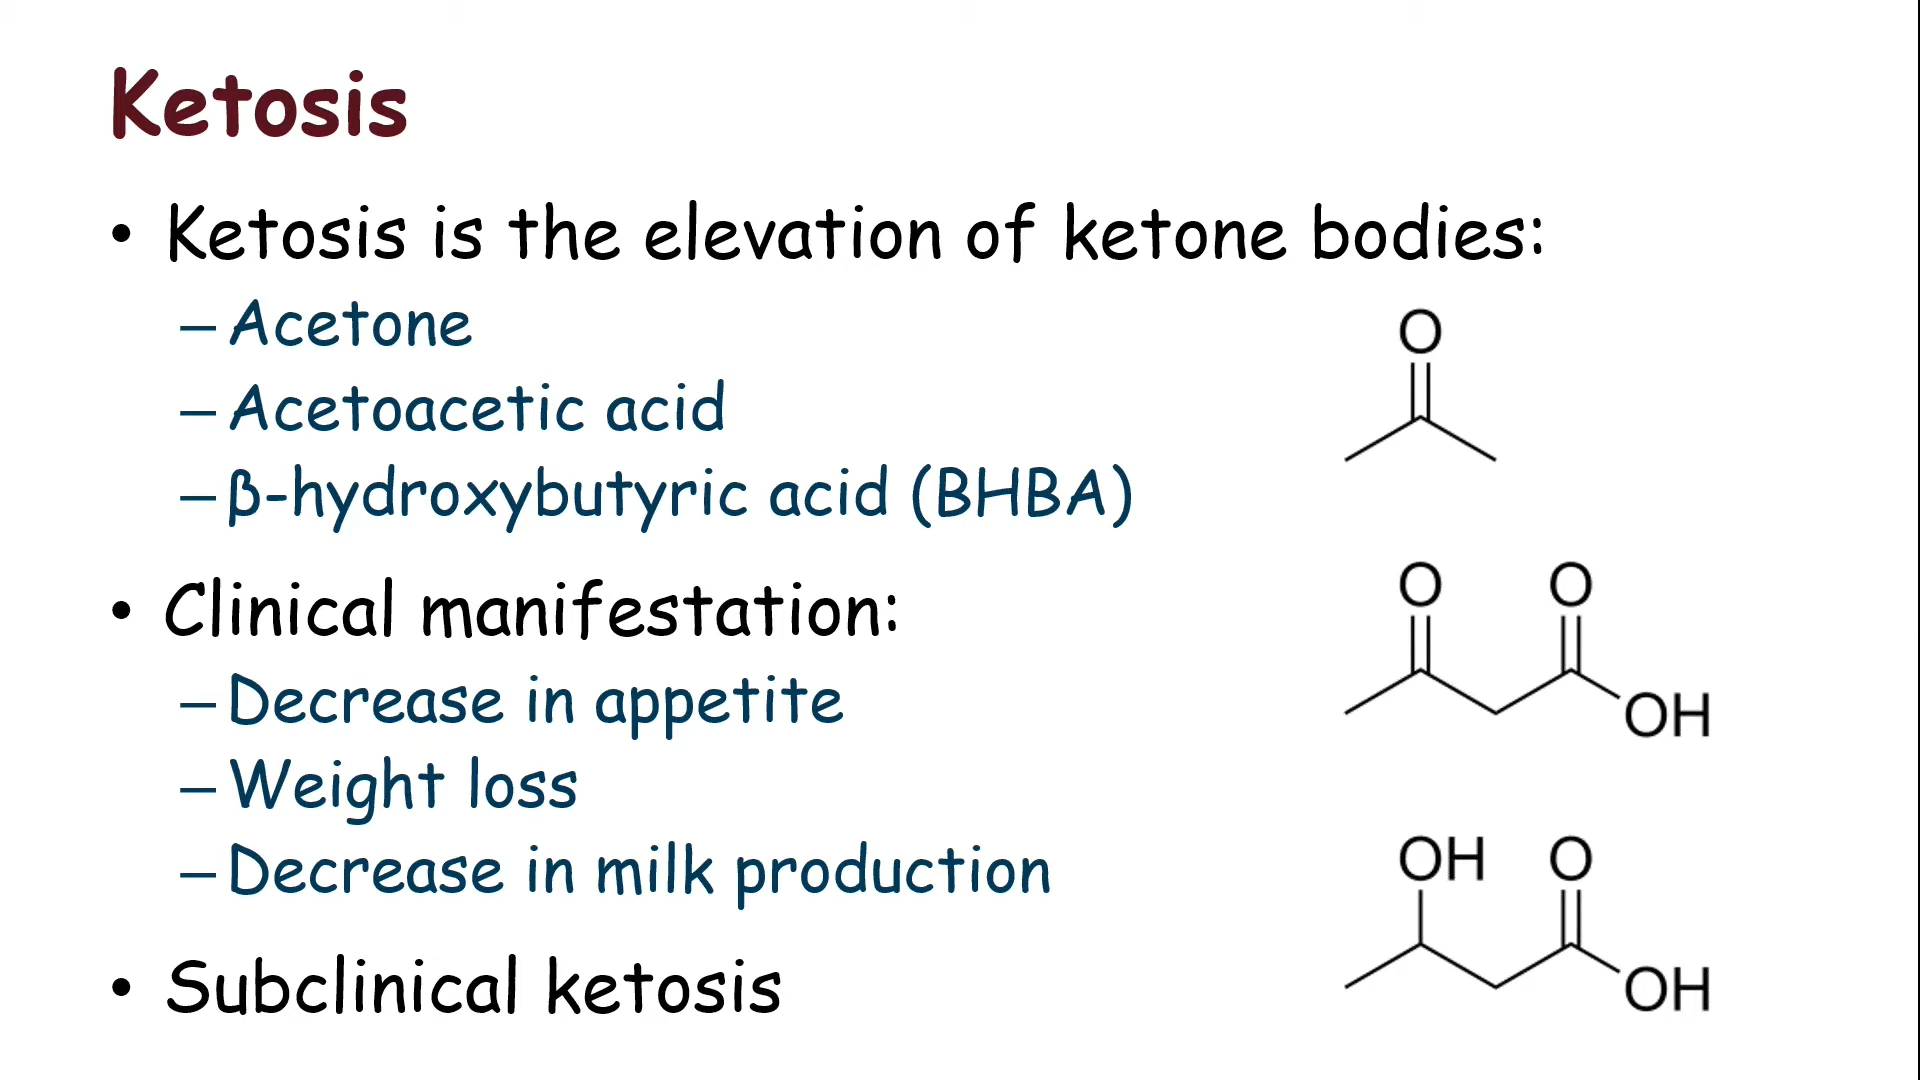 Ketosis
• Ketosis is the elevation of ketone bodies:
– Acetone
– Acetoacetic acid
– β-hydroxybutyric acid (BHBA)
• Clinical manifestation:
– Decrease in appetite
– Weight loss
– Decrease in milk production
• Subclinical ketosis
O
O O
OH
OH O
OH